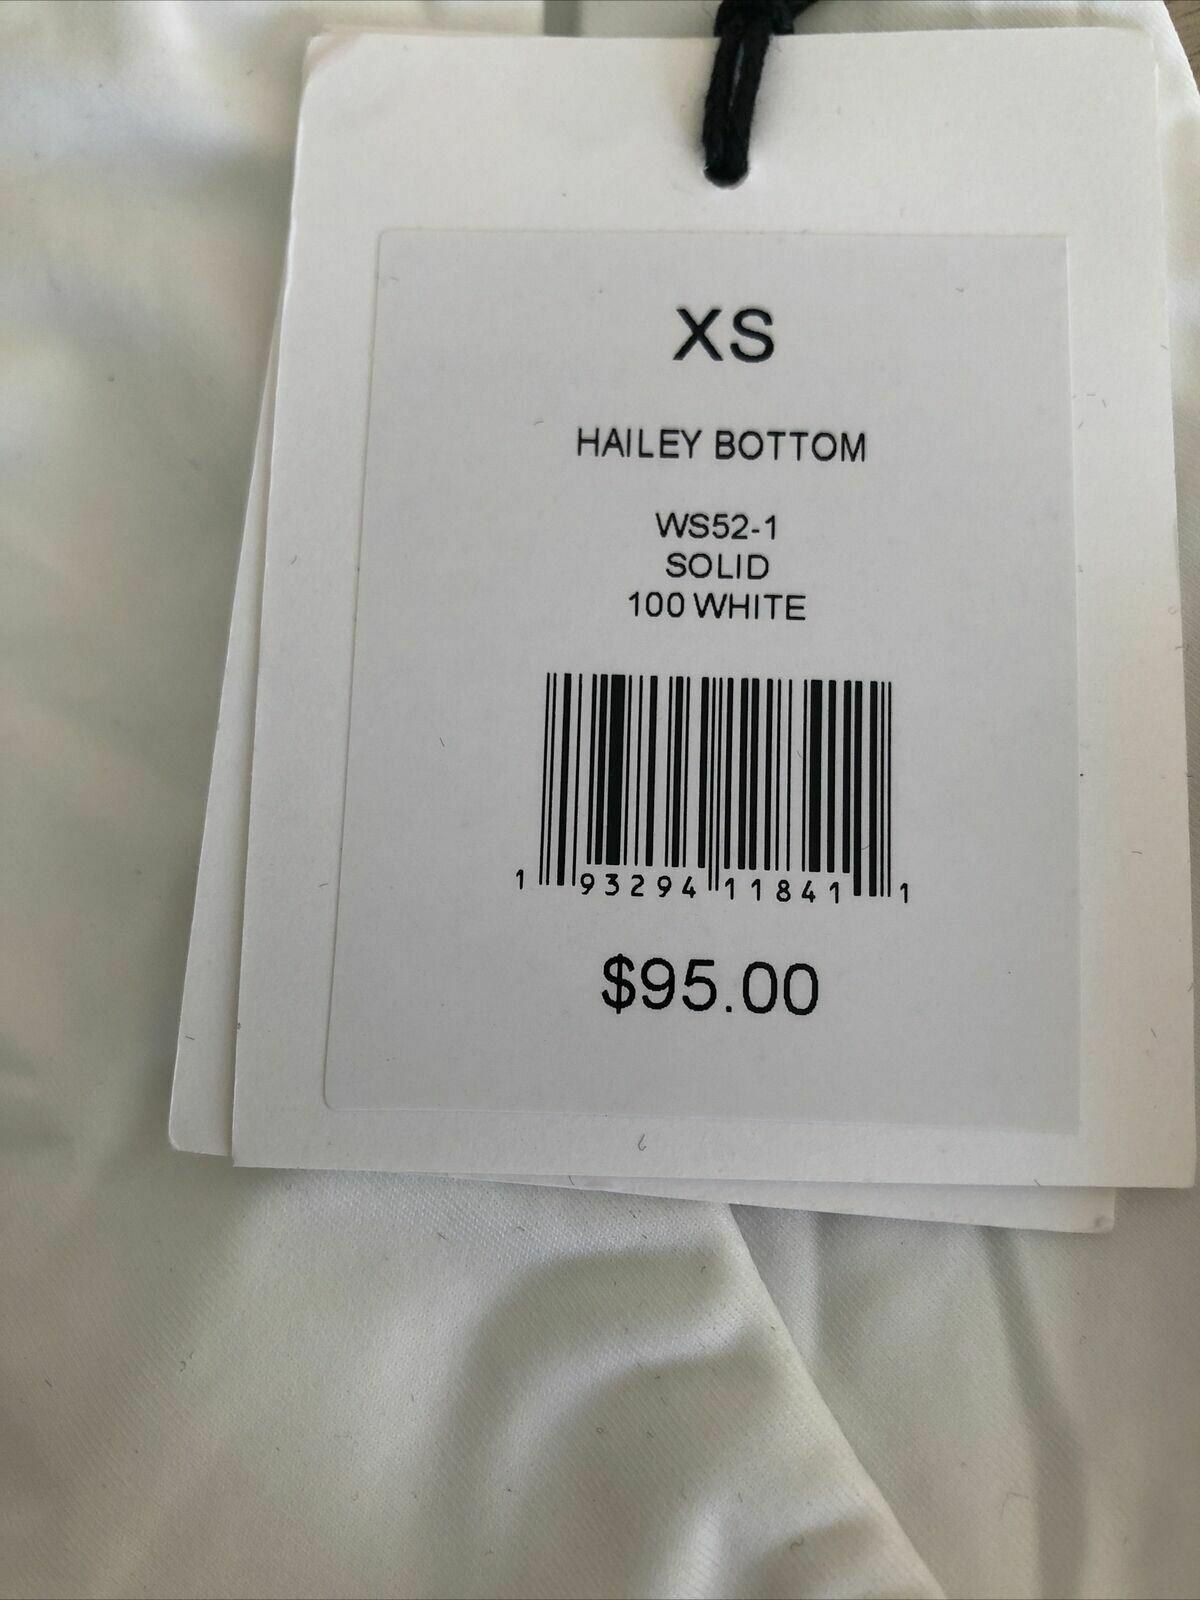 XS
HAILEY BOTTOM
WS52-1
SOLID
100 WHITE
1 93294 11841 1
$95.00